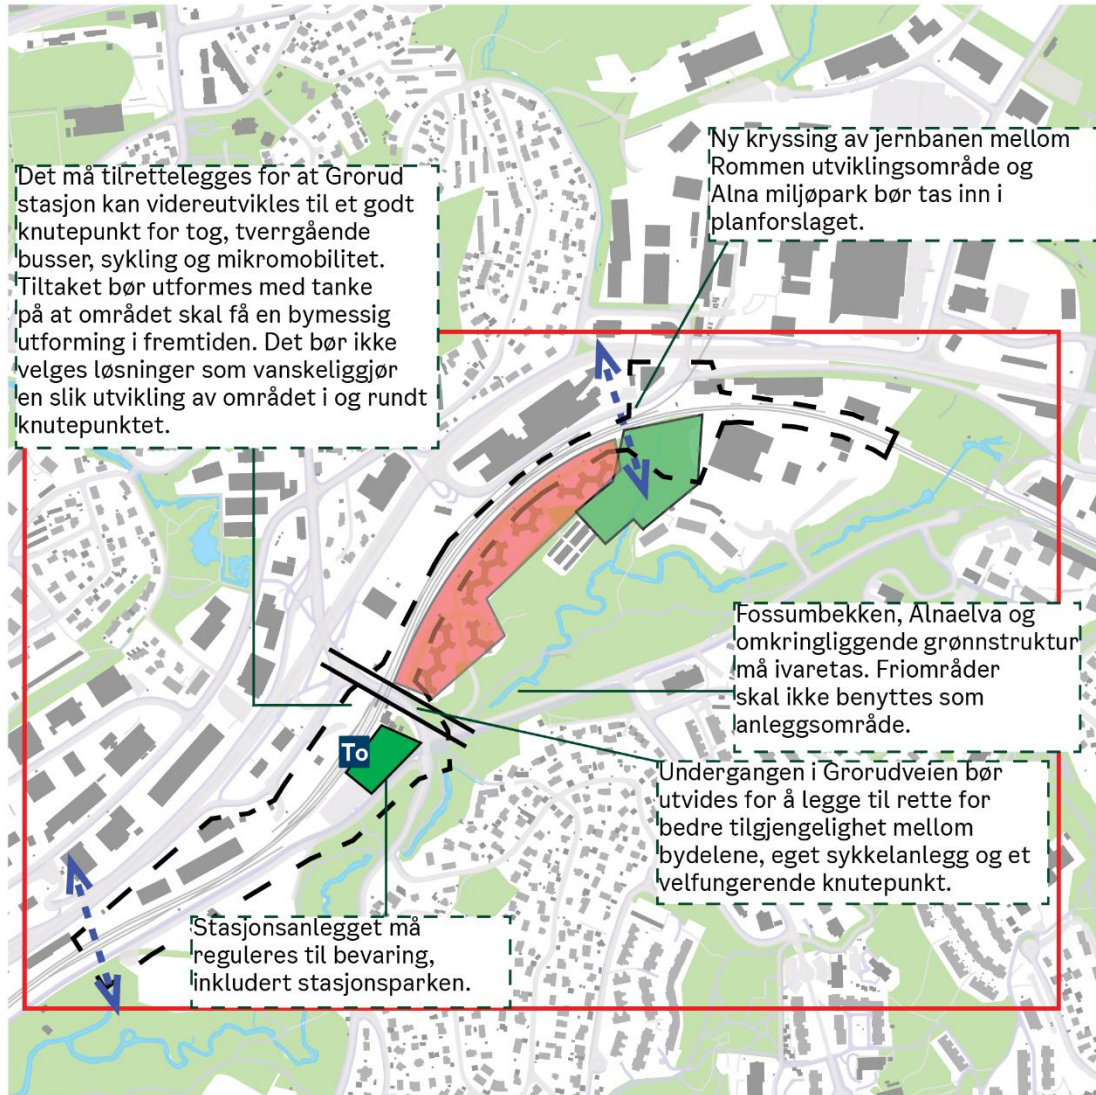 Ny kryssing av jernbanen mellom
Rommen utviklingsområde og
Alna miljøpark bør tas inn i
planforslaget.
Det må tilrettelegges for at Grorud
stasjon kan videreutvikles til et godt
knutepunkt for tog, tverrgående
busser, sykling og mikromobilitet.
Tiltaket bør utformes med tanke
på at området skal få en bymessig
utforming i fremtiden. Det bør ikke
velges løsninger som vanskeliggjør
en slik utvikling av området i og rundt
knutepunktet.
Fossumbekken, Alnaelva og
omkringliggende grønnstruktur
må ivaretas. Friområder
skal ikke benyttes som
anleggsområde.
To
Undergangen i Grorudveien bør
utvides for å legge til rette for
bedre tilgjengelighet mellom
bydelene, eget sykkelanlegg og et
velfungerende knutepunkt.
Stasjonsanlegget må
reguleres til bevaring,
inkludert stasjonsparken.